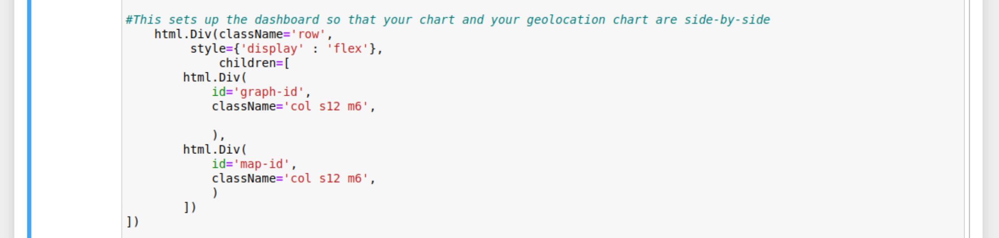 #This sets up the dashboard so that your chart and your geolocation chart are side-by-side
    html.Div(className='row',
         style={'display' : 'flex'},
             children=[
        html.Div(
            id='graph-id',
            className='col s12 m6',

            ),
        html.Div(
            id='map-id',
            className='col s12 m6',
            )
        ])
])